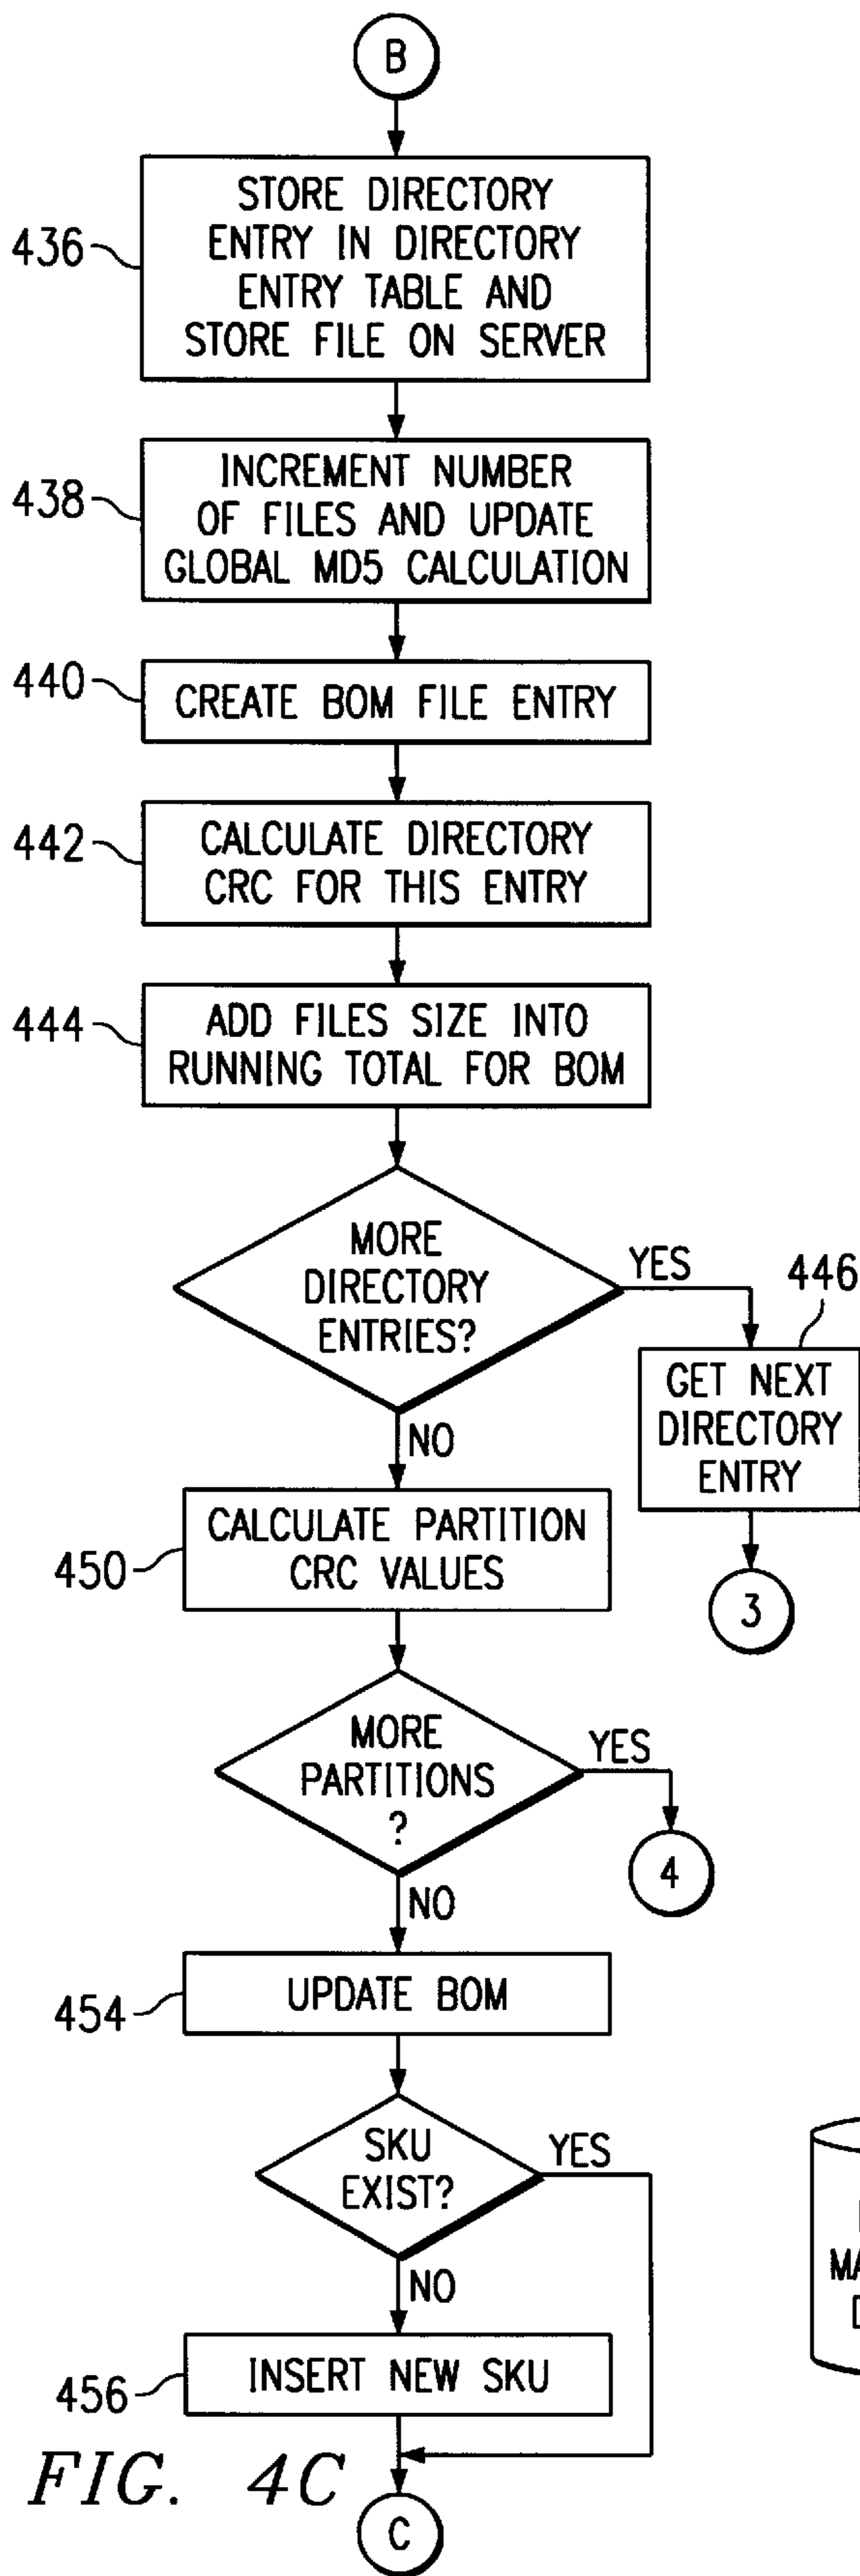 B
STORE DIRECTORY
ENTRY IN DIRECTORY
ENTRY TABLE AND
STORE FILE ON SERVER
436
INCREMENT NUMBER
OF FILES AND UPDATE
GLOBAL MD5 CALCULATION
438
CREATE BOM FILE ENTRY
440
CALCULATE DIRECTORY
CRC FOR THIS ENTRY
442
ADD FILES SIZE INTO
RUNNING TOTAL FOR BOM
444
MORE
DIRECTORY
ENTRIES?
YES
446
GET NEXT
DIRECTORY
ENTRY
3
NO
CALCULATE PARTITION
CRC VALUES
450
MORE
PARTITIONS
?
YES
4
NO
UPDATE BOM
454
SKU
EXIST?
YES
NO
INSERT NEW SKU
456
C
FIG. 4C
MA